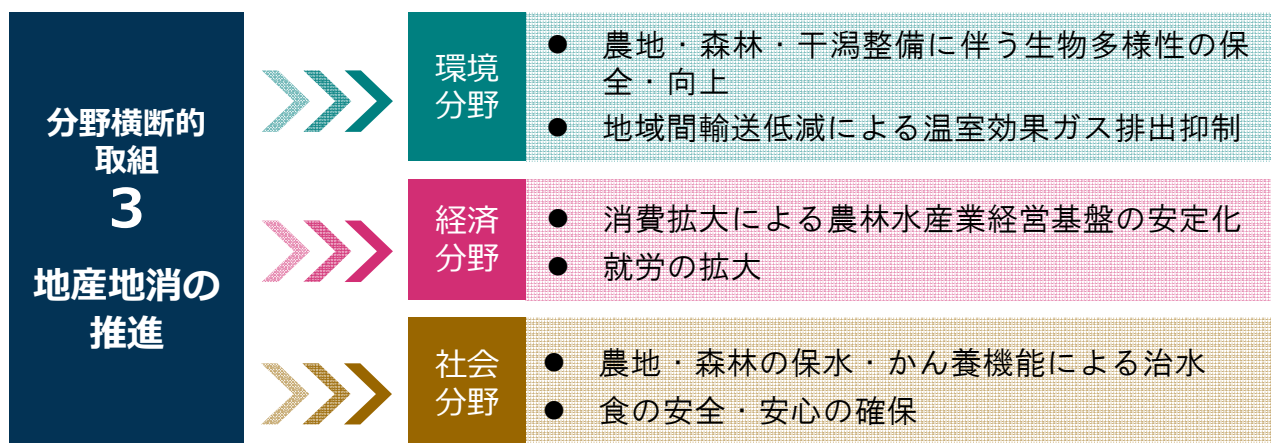 分野横断的
取組
3
地産地消の
推進
環境
分野
● 農地・森林・干潟整備に伴う生物多様性の保
全・向上
● 地域間輸送低減による温室効果ガス排出抑制
経済
分野
● 消費拡大による農林水産業経営基盤の安定化
● 就労の拡大
社会
分野
● 農地・森林の保水・かん養機能による治水
● 食の安全・安心の確保